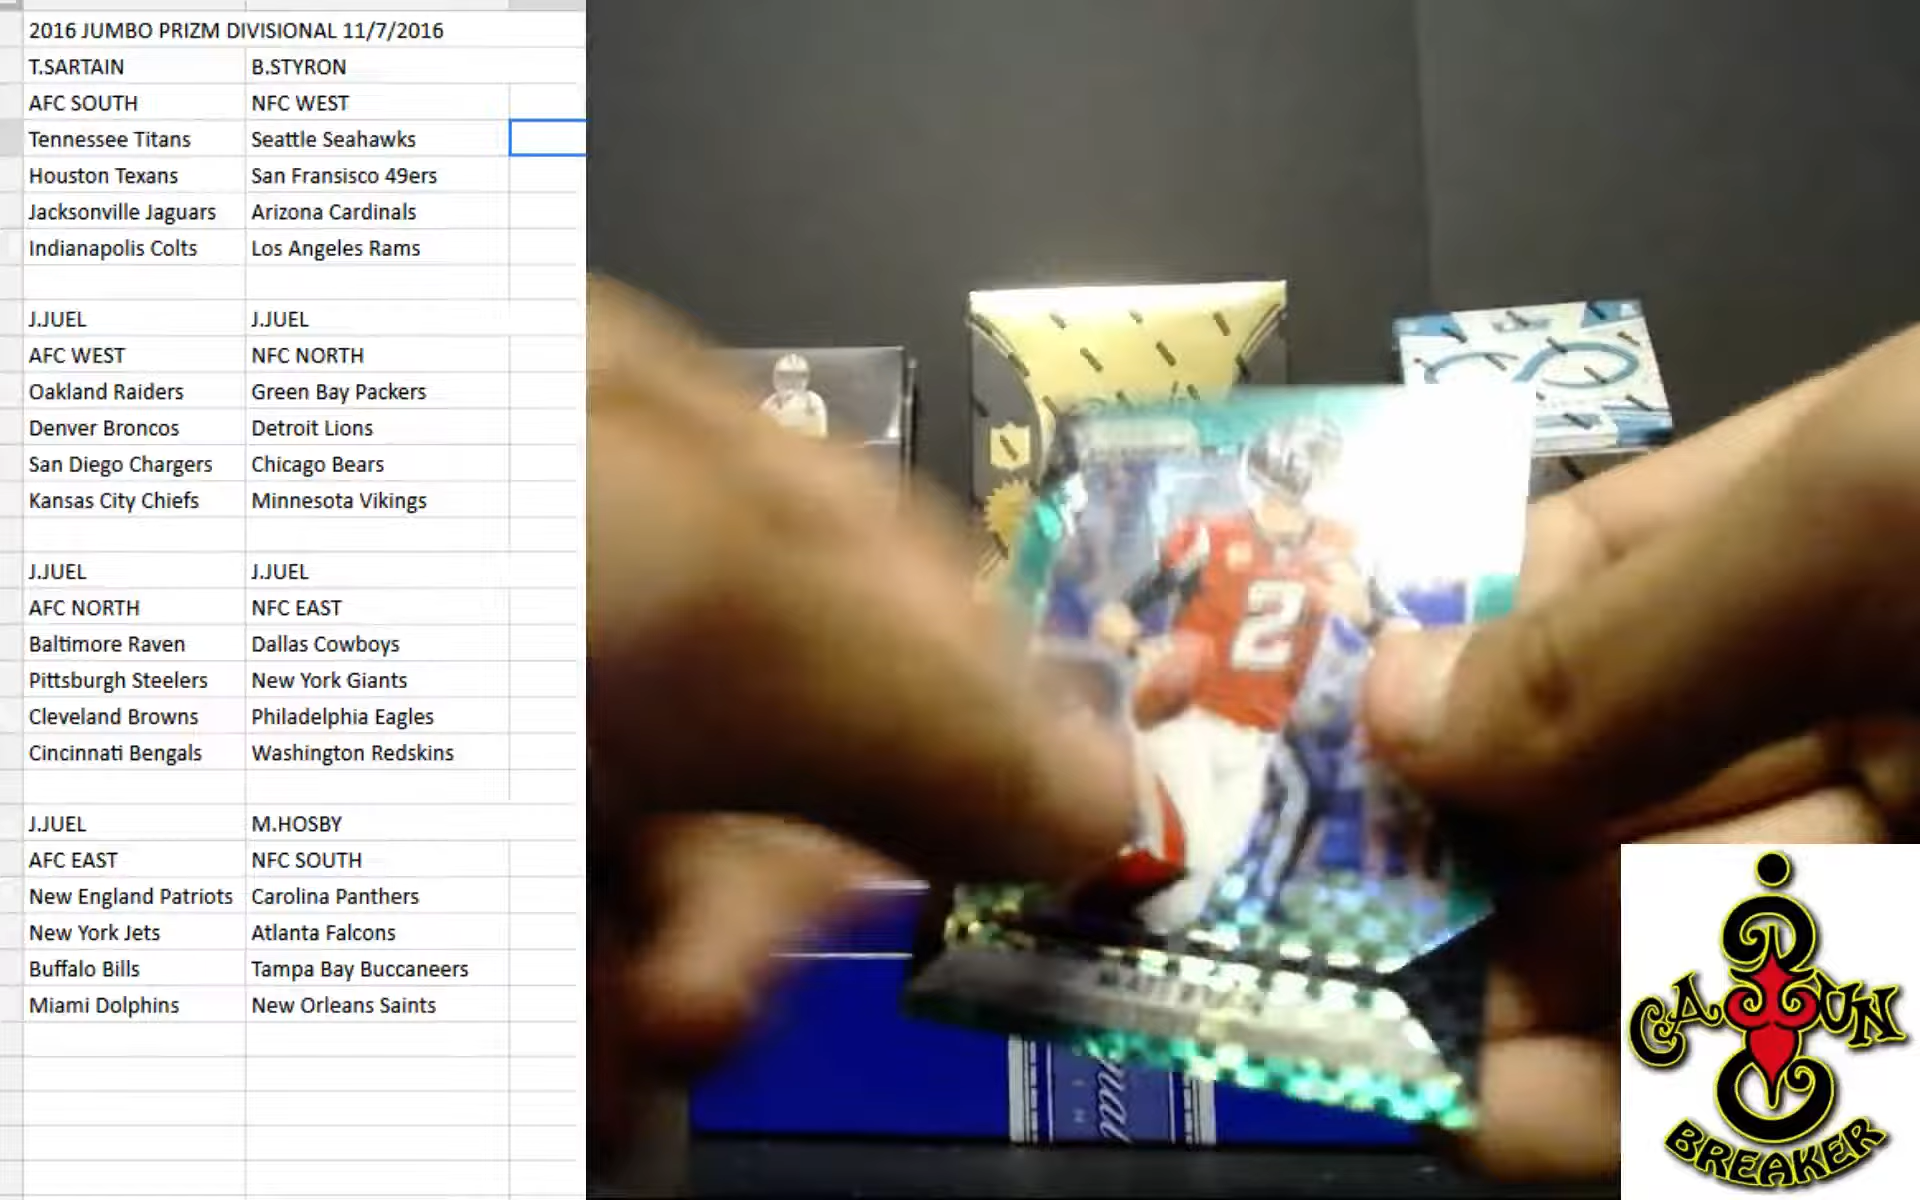 2016 JUMBO PRIZM DIVISIONAL 11/7/2016
T.SARTAIN B.STYRON
AFC SOUTH NFC WEST
Tennessee Titans Seattle Seahawks
Houston Texans San Fransisco 49ers
Jacksonville Jaguars Arizona Cardinals
Indianapolis Colts Los Angeles Rams
J.JUEL J.JUEL
AFC WEST NFC NORTH
Oakland Raiders Green Bay Packers
Denver Broncos Detroit Lions
San Diego Chargers Chicago Bears
Kansas City Chiefs Minnesota Vikings
J.JUEL J.JUEL
AFC NORTH NFC EAST
Baltimore Raven Dallas Cowboys
Pittsburgh Steelers New York Giants
Cleveland Browns Philadelphia Eagles
Cincinnati Bengals Washington Redskins
J.JUEL M.HOSBY
AFC EAST NFC SOUTH
New England Patriots Carolina Panthers
New York Jets Atlanta Falcons
Buffalo Bills Tampa Bay Buccaneers
Miami Dolphins New Orleans Saints
2
CAJUN
BREAKER